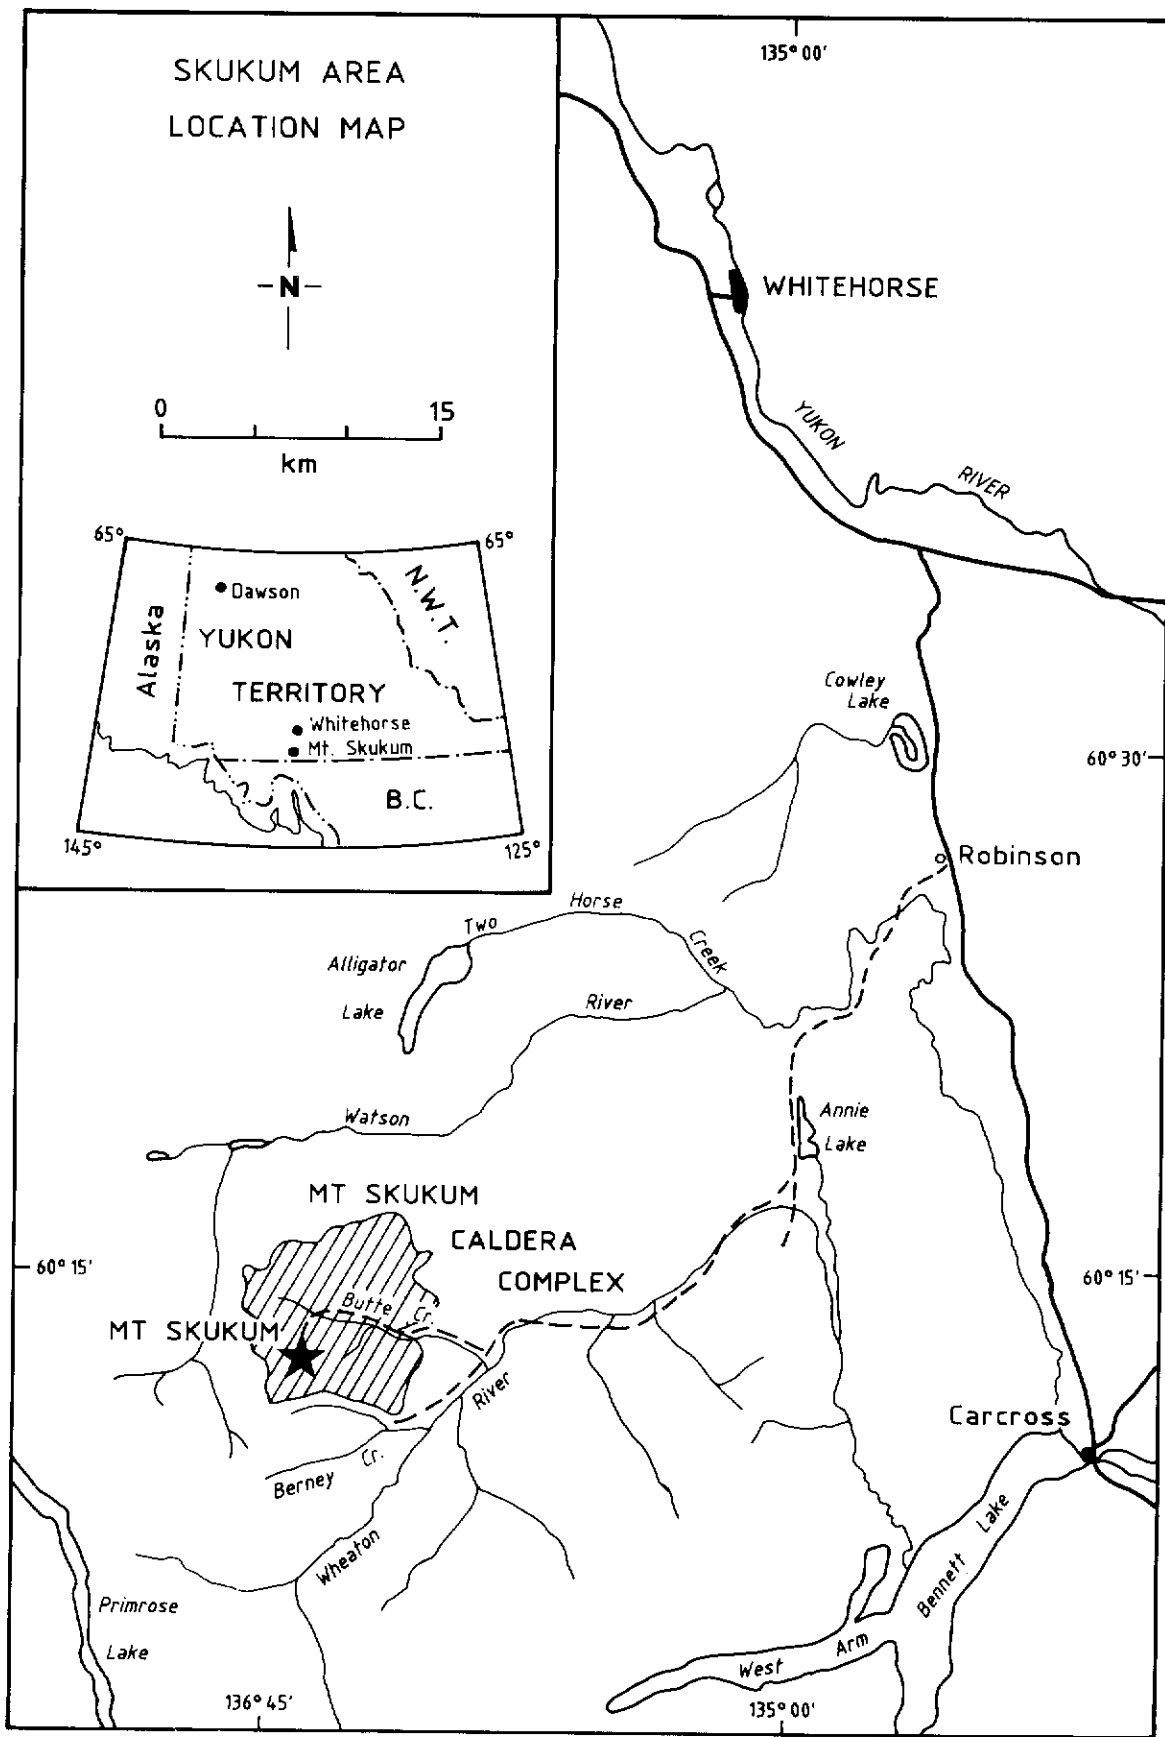 SKUKUM AREA
LOCATION MAP
N
0 15
km
65° 65°
Dawson
N.W.T.
Alaska
YUKON
TERRITORY
Whitehorse
Mt. Skukum
B.C.
145° 125°
135° 00'
WHITEHORSE
YUKON
RIVER
Cowley
Lake
60° 30'
Robinson
Two Horse Creek
Alligator
Lake
River
Watson
Annie
Lake
MT SKUKUM
CALDERA
COMPLEX
60° 15'
60° 15'
Butte Cr.
MT SKUKUM
River
Carcross
Berney Cr.
Wheaton
Bennett Lake
Primrose
Lake
West Arm
136° 45'
135° 00'